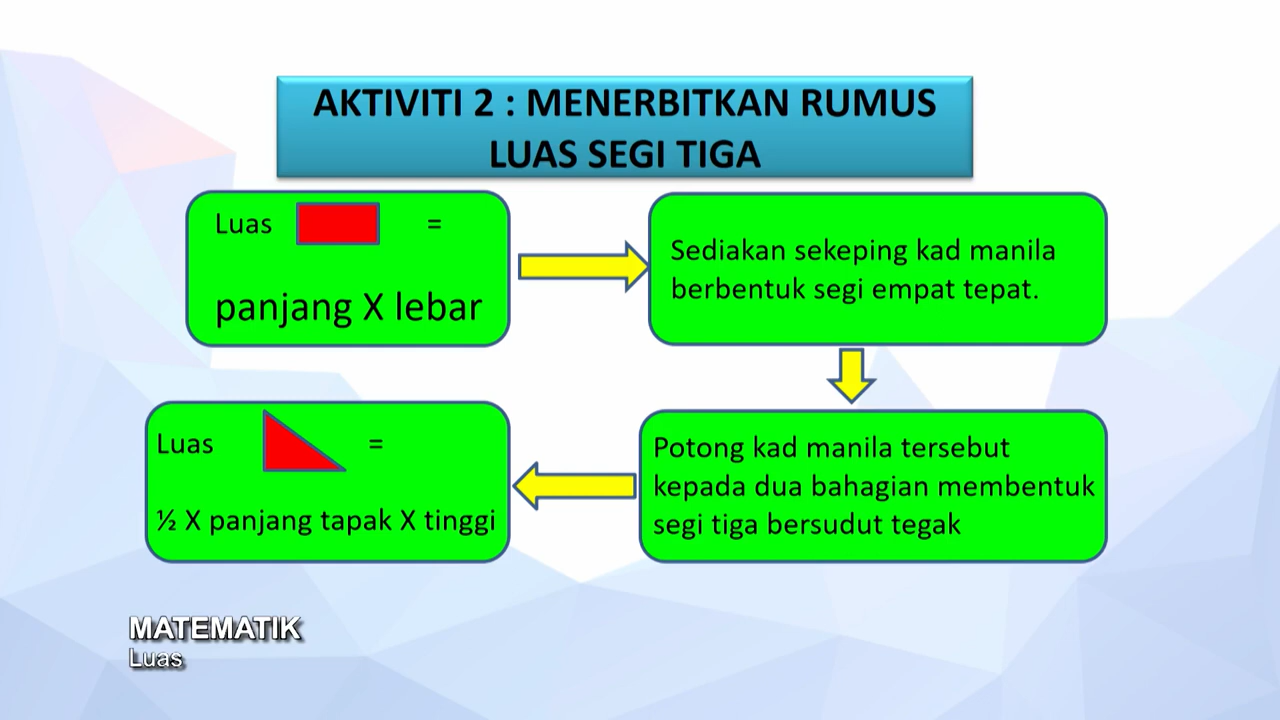 AKTIVITI 2 : MENERBITKAN RUMUS
LUAS SEGI TIGA
Luas =
panjang X lebar
Sediakan sekeping kad manila
berbentuk segi empat tepat.
Potong kad manila tersebut
kepada dua bahagian membentuk
segi tiga bersudut tegak
Luas =
½ X panjang tapak X tinggi
MATEMATIK
Luas